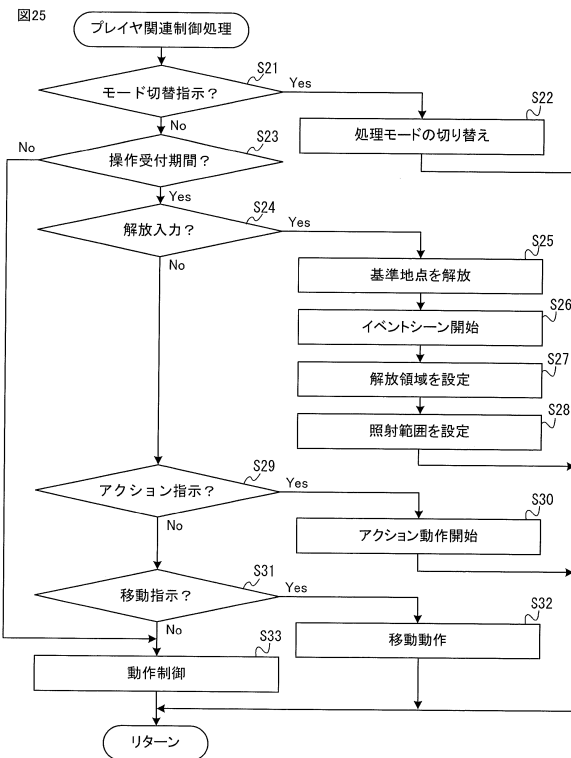 図25
プレイヤ関連制御処理
S21
モード切替指示？
Yes
No
S22
処理モードの切り替え
S23
No
操作受付期間？
Yes
S24
解放入力？
Yes
No
S25
基準地点を解放
S26
イベントシーン開始
S27
解放領域を設定
S28
照射範囲を設定
S29
アクション指示？
Yes
No
S30
アクション動作開始
S31
移動指示？
Yes
No
S32
移動動作
S33
動作制御
リターン